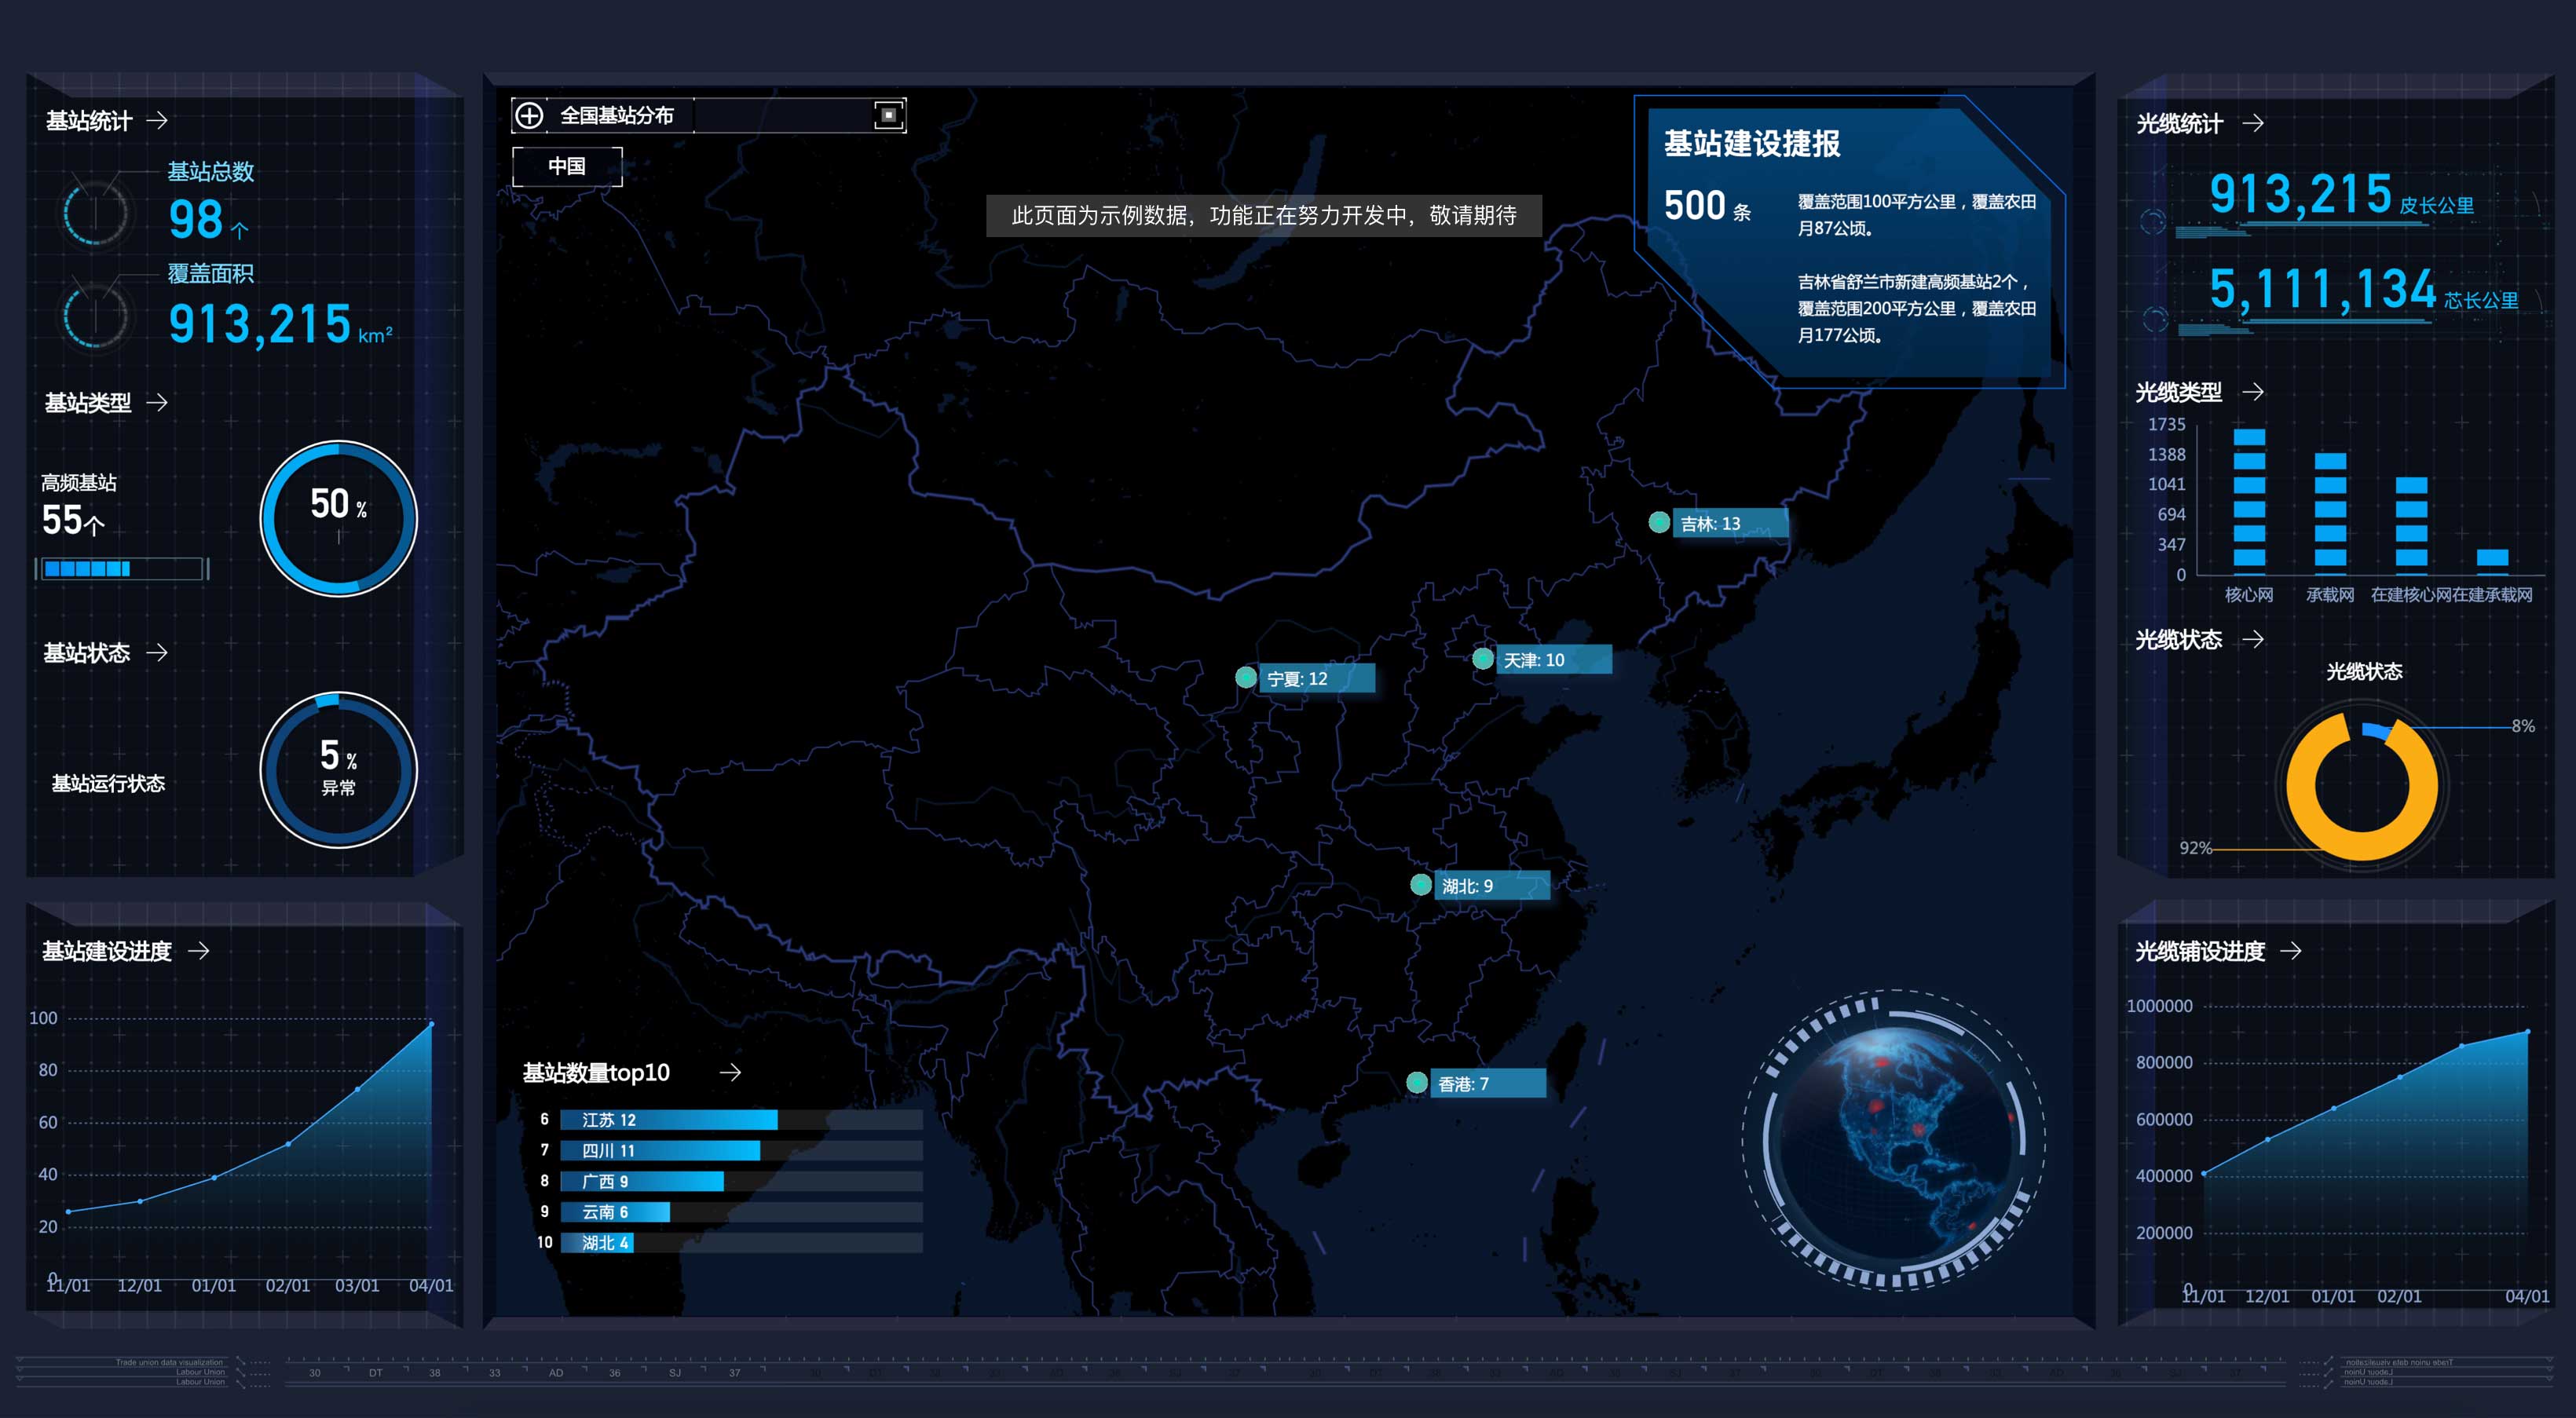 基站统计
基站总数
98 个
覆盖面积
913,215 km²
基站类型
高频基站
55个
50 %
基站状态
基站运行状态
5 %
异常
基站建设进度
100
80
60
40
20
0
11/01 12/01 01/01 02/01 03/01 04/01
全国基站分布
中国
此页面为示例数据，功能正在努力开发中，敬请期待
基站建设捷报
500 条
覆盖范围100平方公里，覆盖农田
月87公顷。
吉林省舒兰市新建高频基站2个，
覆盖范围200平方公里，覆盖农田
月177公顷。
吉林: 13
天津: 10
宁夏: 12
湖北: 9
香港: 7
基站数量top10
6 江苏 12
7 四川 11
8 广西 9
9 云南 6
10 湖北 4
光缆统计
913,215 皮长公里
5,111,134 芯长公里
光缆类型
1735
1388
1041
694
347
0
核心网 承载网 在建核心网 在建承载网
光缆状态
光缆状态
8%
92%
光缆铺设进度
1000000
800000
600000
400000
200000
0
11/01 12/01 01/01 02/01 04/01
Trade union data visualization
Labour Union
Labour Union
30 DT 38 33 AD 36 SJ 37
Trade union data visualization
Labour Union
Labour Union